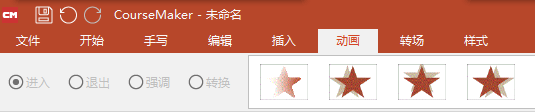 CM CourseMaker - 未命名
文件 开始 手写 编辑 插入 动画 转场 样式
进入 退出 强调 转换